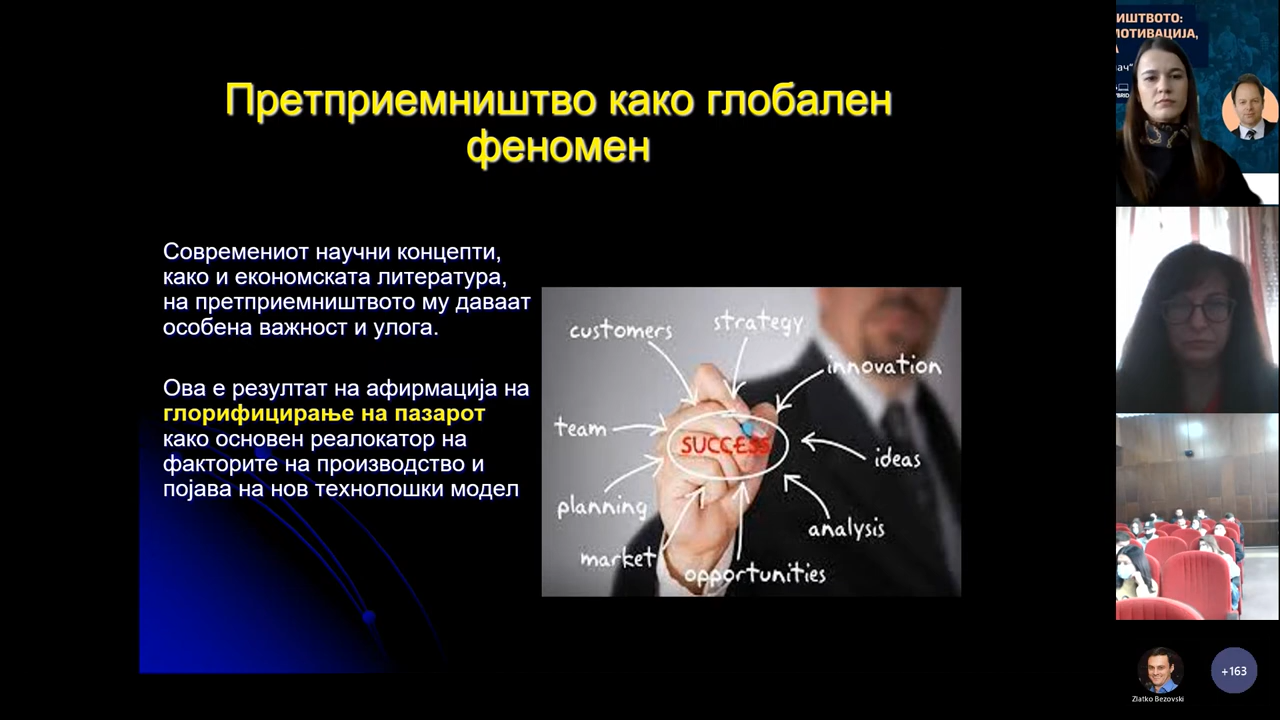 Претприемништво како глобален
феномен
Современиот научни концепти,
како и економската литература,
на претприемништвото му даваат
особена важност и улога.
Ова е резултат на афирмација на
глорифицирање на пазарот
како основен реалокатор на
факторите на производство и
појава на нов технолошки модел
customers
strategy
innovation
team
SUCCESS
ideas
planning
analysis
market
opportunities
ИШТВОТО:
МОТИВАЦИЈА,
Zlatko Bezovski
+163